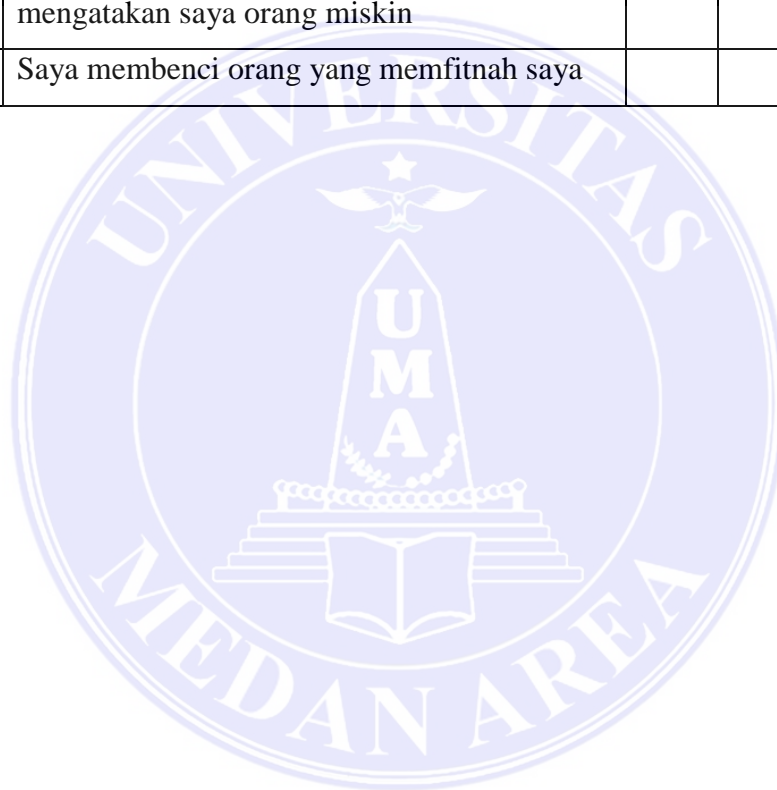 mengatakan saya orang miskin
Saya membenci orang yang memfitnah saya
UNIVERSITAS
U
M
A
MEDAN AREA